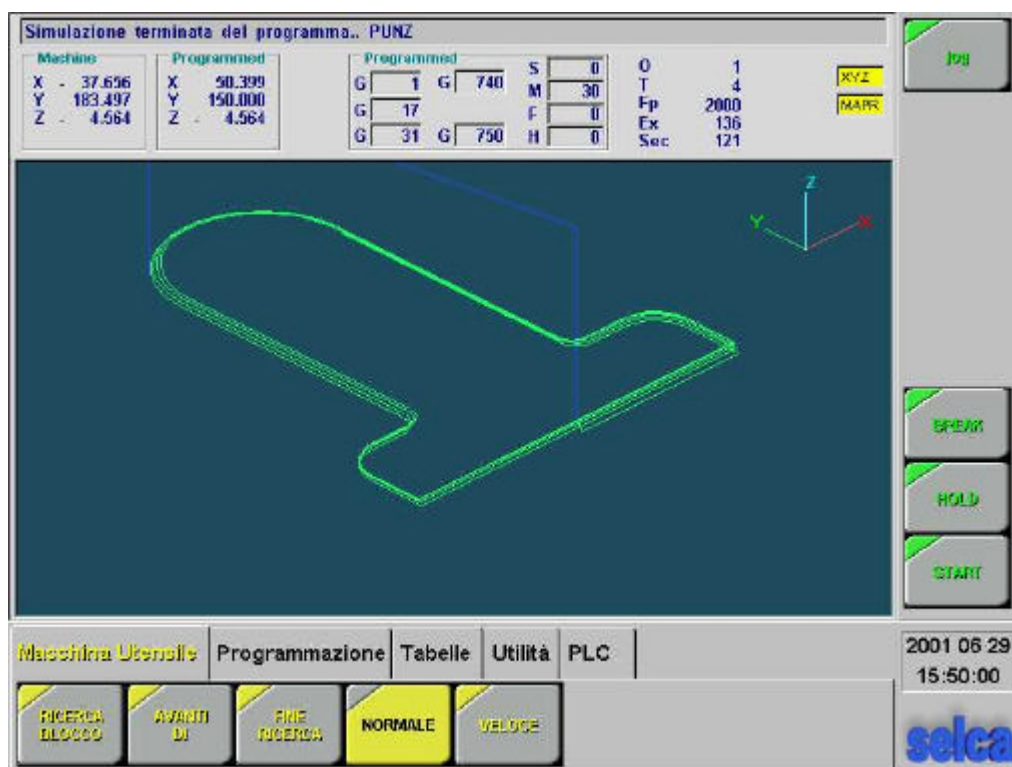 Simulazione terminata del programma.. PUNZ
Machine
X - 37.656
Y 183.497
Z - 4.564
Programmed
X 50.399
Y 150.000
Z - 4.564
Programmed
G 1 G 740
G 17
G 31 G 750
S 0
M 30
F 0
H 0
O 1
T 4
Fp 2000
Ex 136
Sec 121
XYZ
MAPR
jog
Z
Y
X
BREAK
HOLD
START
Macchina Utensile Programmazione Tabelle Utilità PLC
2001 06 29
15:50:00
RICERCA
BLOCCO
AVANTI
DI
FINE
RICERCA
NORMALE
VELOCE
selca